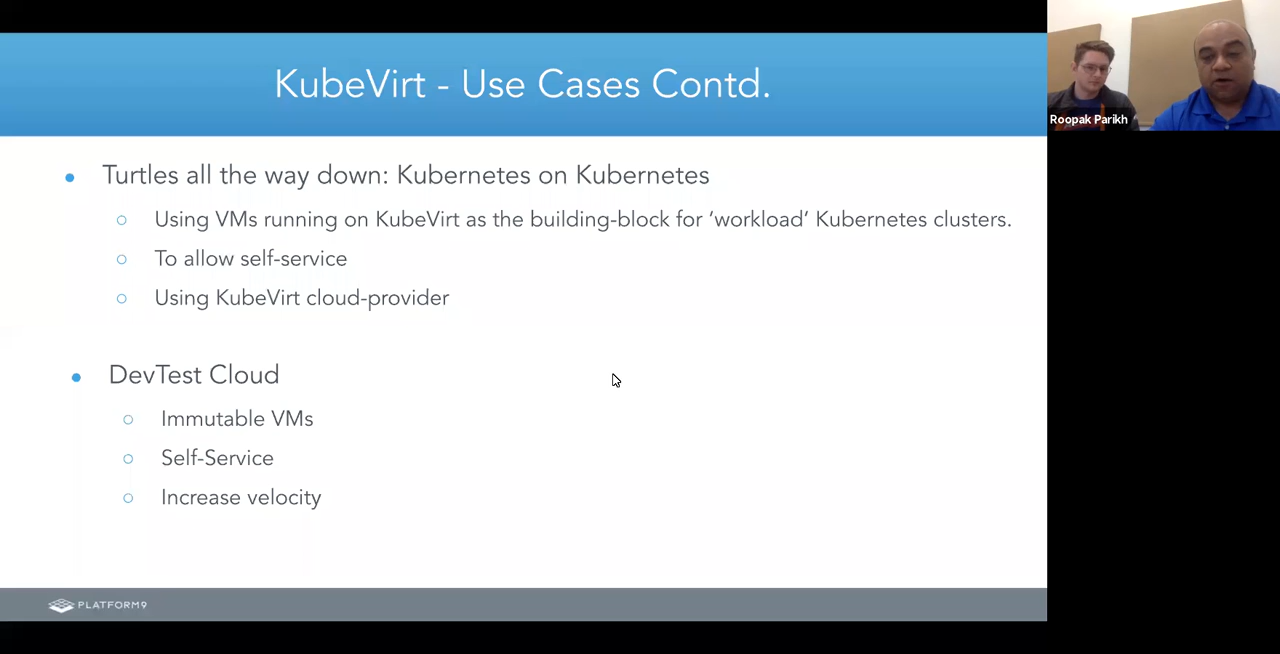 KubeVirt - Use Cases Contd.
Roopak Parikh
● Turtles all the way down: Kubernetes on Kubernetes
○ Using VMs running on KubeVirt as the building-block for ‘workload’ Kubernetes clusters.
○ To allow self-service
○ Using KubeVirt cloud-provider
● DevTest Cloud
○ Immutable VMs
○ Self-Service
○ Increase velocity
PLATFORM9